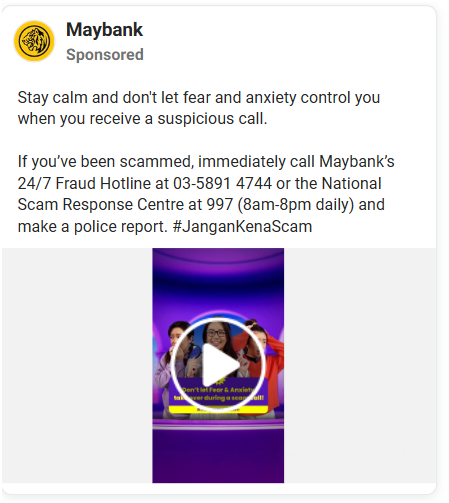 Maybank
Sponsored
Stay calm and don't let fear and anxiety control you
when you receive a suspicious call.
If you’ve been scammed, immediately call Maybank’s
24/7 Fraud Hotline at 03-5891 4744 or the National
Scam Response Centre at 997 (8am-8pm daily) and
make a police report. #JanganKenaScam
Don't let Fear & Anxiety
take over during a scam call!